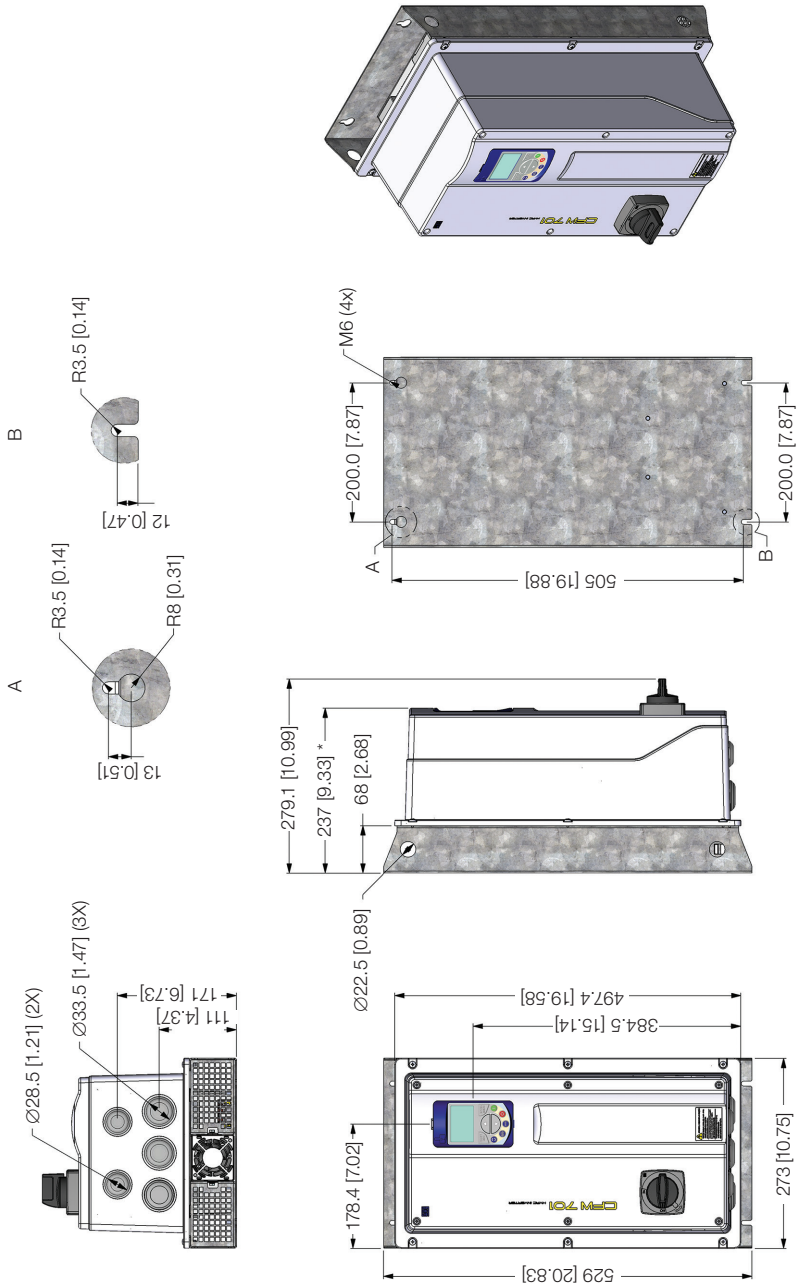 A
B
R3.5 [0.14]
R8 [0.31]
13 [0.51]
R3.5 [0.14]
12 [0.47]
Ø28.5 [1.21] (2X)
Ø33.5 [1.47] (3X)
111 [4.37]
171 [6.73]
279.1 [10.99]
237 [9.33] *
68 [2.68]
Ø22.5 [0.89]
200.0 [7.87]
M6 (4x)
A
505 [19.88]
B
200.0 [7.87]
178.4 [7.02]
384.5 [15.14]
497.4 [19.58]
529 [20.83]
273 [10.75]
CFW 701
HVAC
CFW 701
HVAC